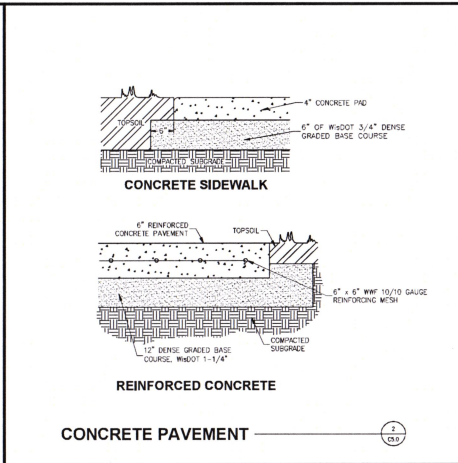 4" CONCRETE PAD
TOPSOIL
6"
6" OF WisDOT 3/4" DENSE
GRADED BASE COURSE
COMPACTED SUBGRADE
CONCRETE SIDEWALK
6" REINFORCED
CONCRETE PAVEMENT
TOPSOIL
6" x 6" WWF 10/10 GAUGE
REINFORCING MESH
COMPACTED
SUBGRADE
12" DENSE GRADED BASE
COURSE, WisDOT 1-1/4"
REINFORCED CONCRETE
CONCRETE PAVEMENT
2
C5.0